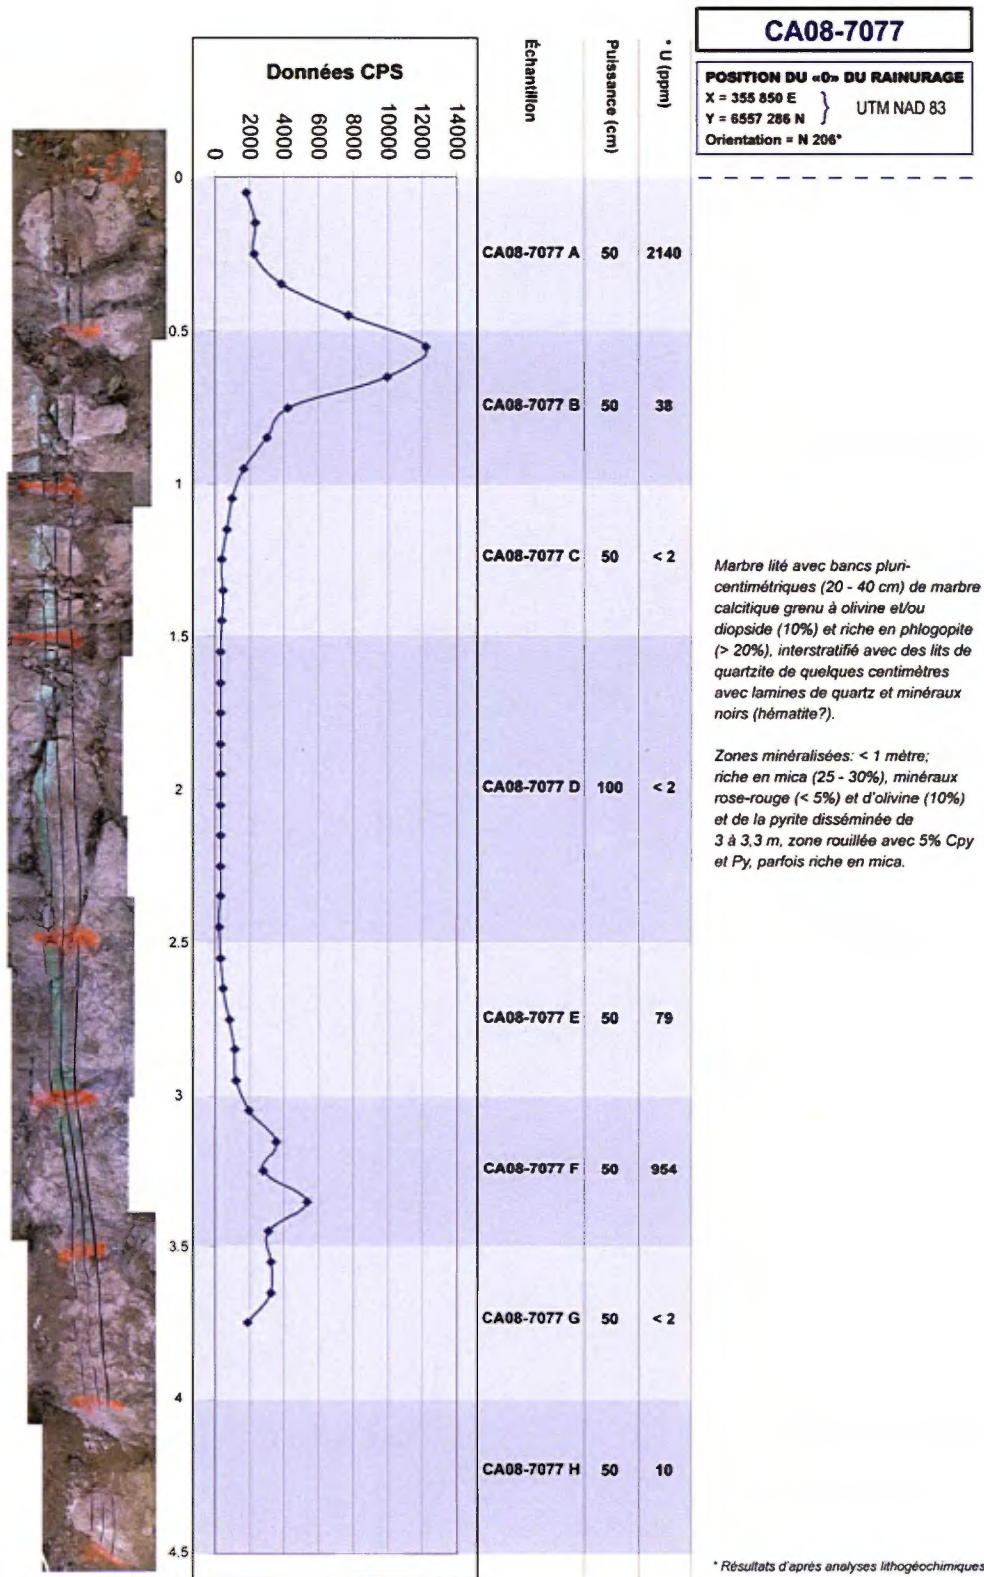 CA08-7077
POSITION DU «0» DU RAINURAGE
X = 355 850 E
Y = 6557 286 N
} UTM NAD 83
Orientation = N 206°
Données CPS
0 2000 4000 6000 8000 10000 12000 14000
Échantillon
Puissance (cm)
* U (ppm)
0
CA08-7077 A 50 2140
0.5
CA08-7077 B 50 38
1
CA08-7077 C 50 < 2
1.5
CA08-7077 D 100 < 2
2
2.5
CA08-7077 E 50 79
3
CA08-7077 F 50 954
3.5
CA08-7077 G 50 < 2
4
CA08-7077 H 50 10
4.5
Marbre lité avec bancs pluri-
centimétriques (20 - 40 cm) de marbre
calcitique grenu à olivine et/ou
diopside (10%) et riche en phlogopite
(> 20%), interstratifié avec des lits de
quartzite de quelques centimètres
avec lamines de quartz et minéraux
noirs (hématite?).
Zones minéralisées: < 1 mètre;
riche en mica (25 - 30%), minéraux
rose-rouge (< 5%) et d'olivine (10%)
et de la pyrite disséminée de
3 à 3,3 m, zone rouillée avec 5% Cpy
et Py, parfois riche en mica.
* Résultats d'après analyses lithogéochimiques